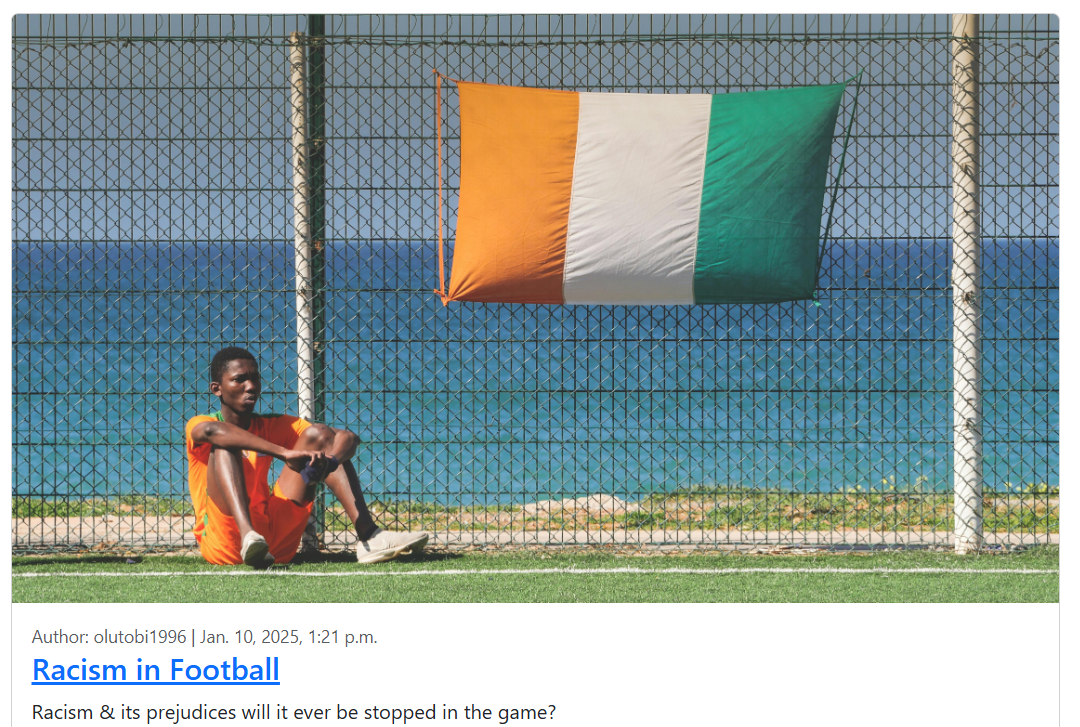 Author: olutobi1996 | Jan. 10, 2025, 1:21 p.m.
Racism in Football
Racism & its prejudices will it ever be stopped in the game?